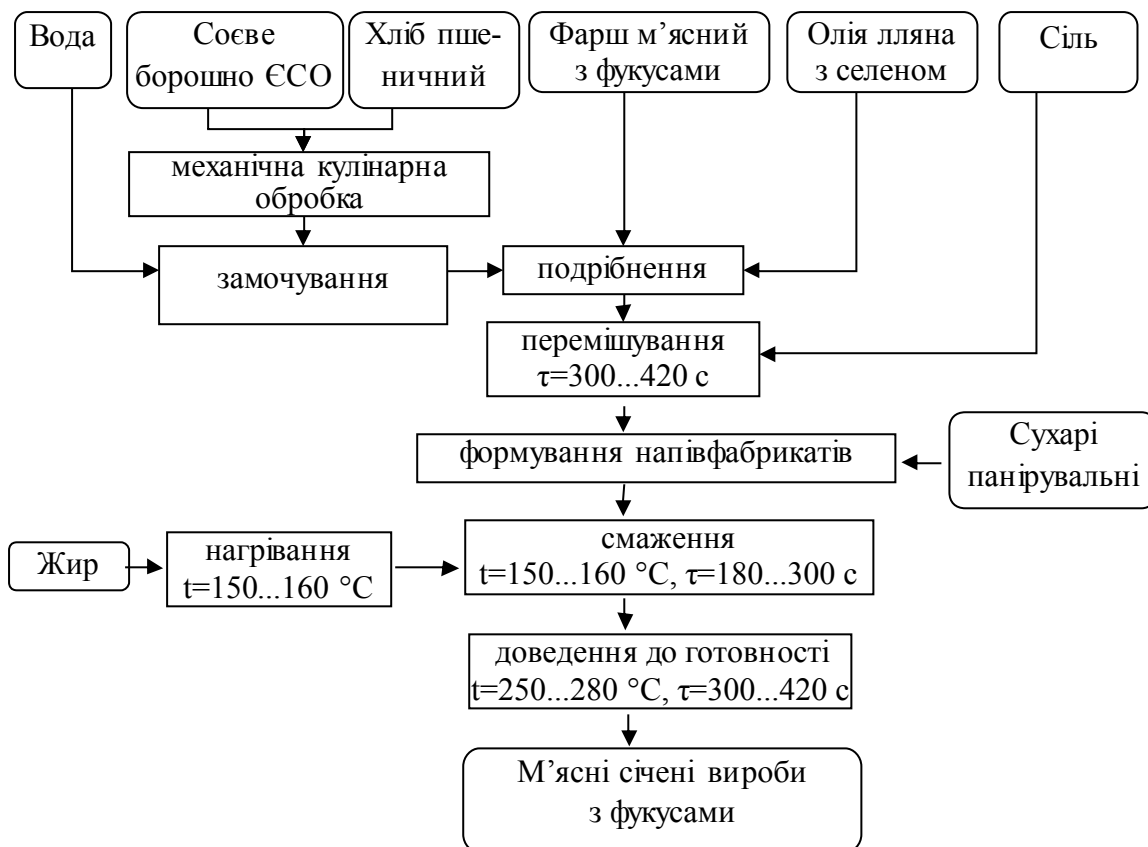 Вода
Соєве
борошно ЄСО
Хліб пше-
ничний
Фарш м’ясний
з фукусами
Олія лляна
з селеном
Сіль
механічна кулінарна
обробка
замочування
подрібнення
перемішування
τ=300...420 с
формування напівфабрикатів
Сухарі
панірувальні
Жир
нагрівання
t=150...160 °С
смаження
t=150...160 °С, τ=180...300 с
доведення до готовності
t=250...280 °С, τ=300...420 с
М’ясні січені вироби
з фукусами